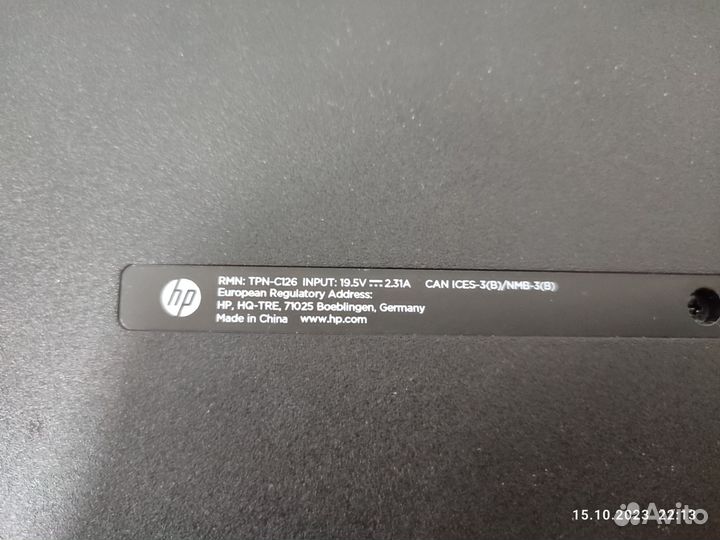 hp
RMN: TPN-C126 INPUT: 19.5V⎓2.31A CAN ICES-3(B)/NMB-3(B)
European Regulatory Address:
HP, HQ-TRE, 71025 Boeblingen, Germany
Made in China www.hp.com
15.10.2023 22:13
Avito